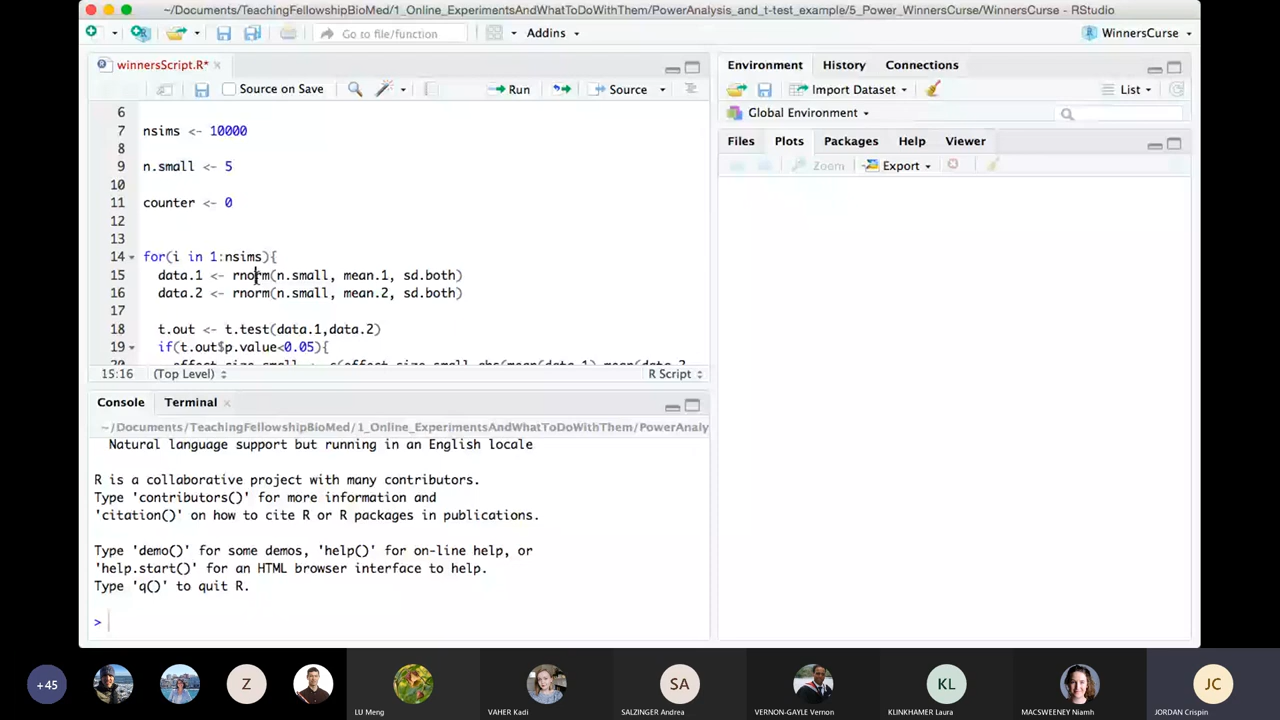 ~/Documents/TeachingFellowshipBioMed/1_Online_ExperimentsAndWhatToDoWithThem/PowerAnalysis_and_t-test_example/5_Power_WinnersCurse/WinnersCurse - RStudio
Go to file/function
Addins
WinnersCurse
winnersScript.R*
Source on Save
Run
Source
6
7 nsims <- 10000
8
9 n.small <- 5
10
11 counter <- 0
12
13
14 for(i in 1:nsims){
15 data.1 <- rnorm(n.small, mean.1, sd.both)
16 data.2 <- rnorm(n.small, mean.2, sd.both)
17
18 t.out <- t.test(data.1,data.2)
19 if(t.out$p.value<0.05){
15:16
(Top Level)
R Script
Console
Terminal
~/Documents/TeachingFellowshipBioMed/1_Online_ExperimentsAndWhatToDoWithThem/PowerAnaly
Natural language support but running in an English locale
R is a collaborative project with many contributors.
Type 'contributors()' for more information and
'citation()' on how to cite R or R packages in publications.
Type 'demo()' for some demos, 'help()' for on-line help, or
'help.start()' for an HTML browser interface to help.
Type 'q()' to quit R.
>
Environment
History
Connections
Import Dataset
List
Global Environment
Files
Plots
Packages
Help
Viewer
Zoom
Export
+45
Z
SA
KL
JC
LU Meng
VAHER Kadi
SALZINGER Andrea
VERNON-GAYLE Vernon
KLINKHAMER Laura
MACSWEENEY Niamh
JORDAN Crispin